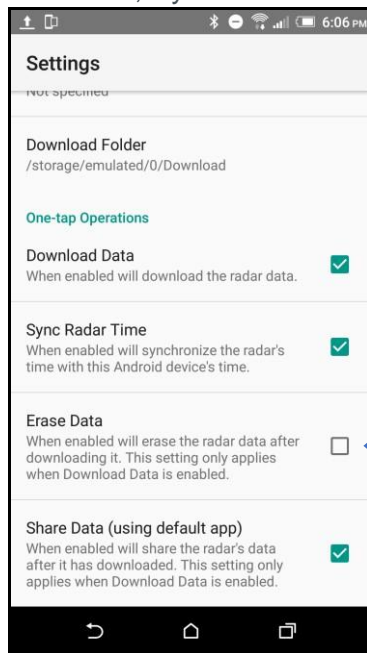 6:06 PM
Settings
Not specified
Download Folder
/storage/emulated/0/Download
One-tap Operations
Download Data
When enabled will download the radar data.
Sync Radar Time
When enabled will synchronize the radar's
time with this Android device's time.
Erase Data
When enabled will erase the radar data after
downloading it. This setting only applies
when Download Data is enabled.
Share Data (using default app)
When enabled will share the radar's data
after it has downloaded. This setting only
applies when Download Data is enabled.